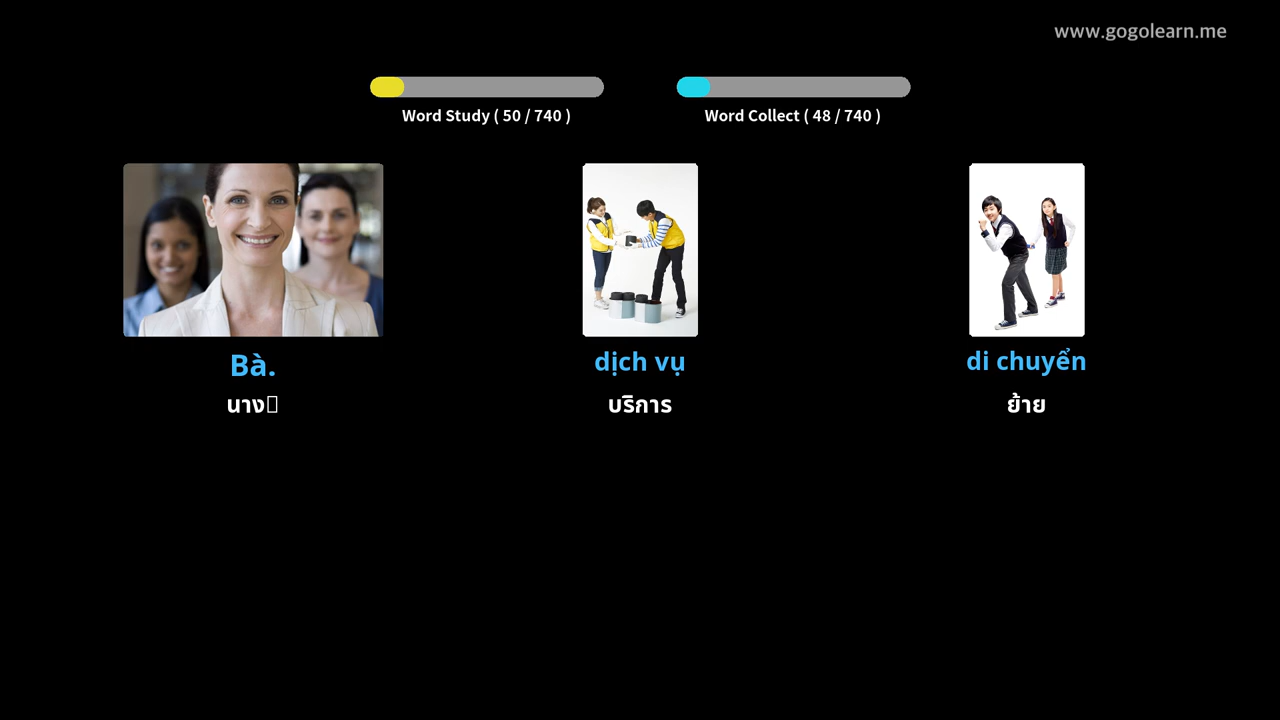 www.gogolearn.me
Word Study ( 50 / 740 )
Word Collect ( 48 / 740 )
Bà.
dịch vụ
di chuyển
นาง
บริการ
ย้าย